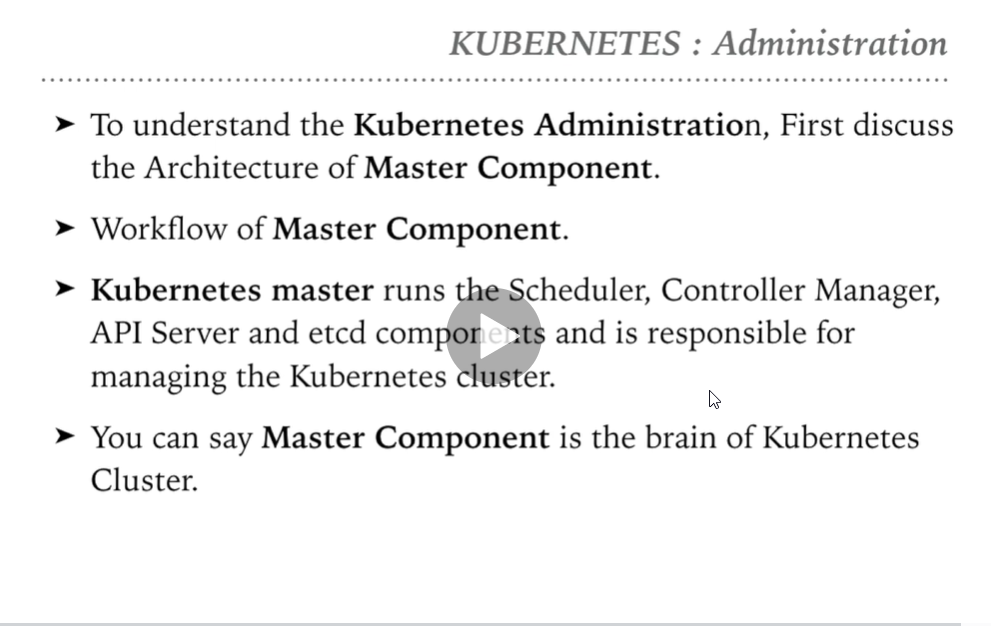 KUBERNETES : Administration
➤ To understand the Kubernetes Administration, First discuss
the Architecture of Master Component.
➤ Workflow of Master Component.
➤ Kubernetes master runs the Scheduler, Controller Manager,
API Server and etcd components and is responsible for
managing the Kubernetes cluster.
➤ You can say Master Component is the brain of Kubernetes
Cluster.